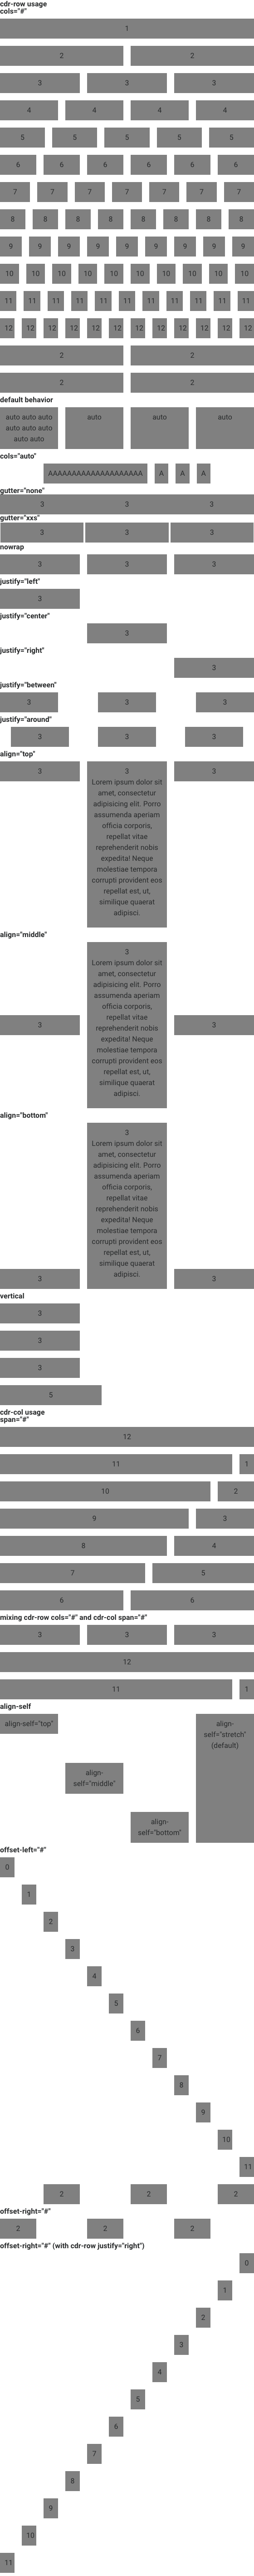 cdr-row usage
cols="#"
1
2 2
3 3 3
4 4 4 4
5 5 5 5 5
6 6 6 6 6 6
7 7 7 7 7 7 7
8 8 8 8 8 8 8 8
9 9 9 9 9 9 9 9 9
10 10 10 10 10 10 10 10 10 10
11 11 11 11 11 11 11 11 11 11 11
12 12 12 12 12 12 12 12 12 12 12 12
2 2
2 2
default behavior
auto auto auto auto auto auto
auto auto auto
auto auto
cols="auto"
AAAAAAAAAAAAAAAAAAAA A A A
gutter="none"
3 3 3
gutter="xxs"
3 3 3
nowrap
3 3 3
justify="left"
3
justify="center"
3
justify="right"
3
justify="between"
3 3 3
justify="around"
3 3 3
align="top"
3 3 3
Lorem ipsum dolor sit
amet, consectetur
adipisicing elit. Porro
assumenda aperiam
officia corporis,
repellat vitae
reprehenderit nobis
expedita! Neque
molestiae tempora
corrupti provident eos
repellat est, ut,
similique quaerat
adipisci.
align="middle"
3
Lorem ipsum dolor sit
amet, consectetur
adipisicing elit. Porro
assumenda aperiam
officia corporis,
repellat vitae
3 reprehenderit nobis 3
expedita! Neque
molestiae tempora
corrupti provident eos
repellat est, ut,
similique quaerat
adipisci.
align="bottom"
3
Lorem ipsum dolor sit
amet, consectetur
adipisicing elit. Porro
assumenda aperiam
officia corporis,
repellat vitae
reprehenderit nobis
expedita! Neque
molestiae tempora
corrupti provident eos
repellat est, ut,
similique quaerat
adipisci.
3 3
vertical
3
3
3
5
cdr-col usage
span="#"
12
11 1
10 2
9 3
8 4
7 5
6 6
mixing cdr-row cols="#" and cdr-col span="#"
3 3 3
12
11 1
align-self
align-self="top"
align-
self="stretch"
(default)
align-
self="middle"
align-
self="bottom"
offset-left="#"
0
1
2
3
4
5
6
7
8
9
10
11
2 2 2
offset-right="#"
2 2 2
offset-right="#" (with cdr-row justify="right")
0
1
2
3
4
5
6
7
8
9
10
11